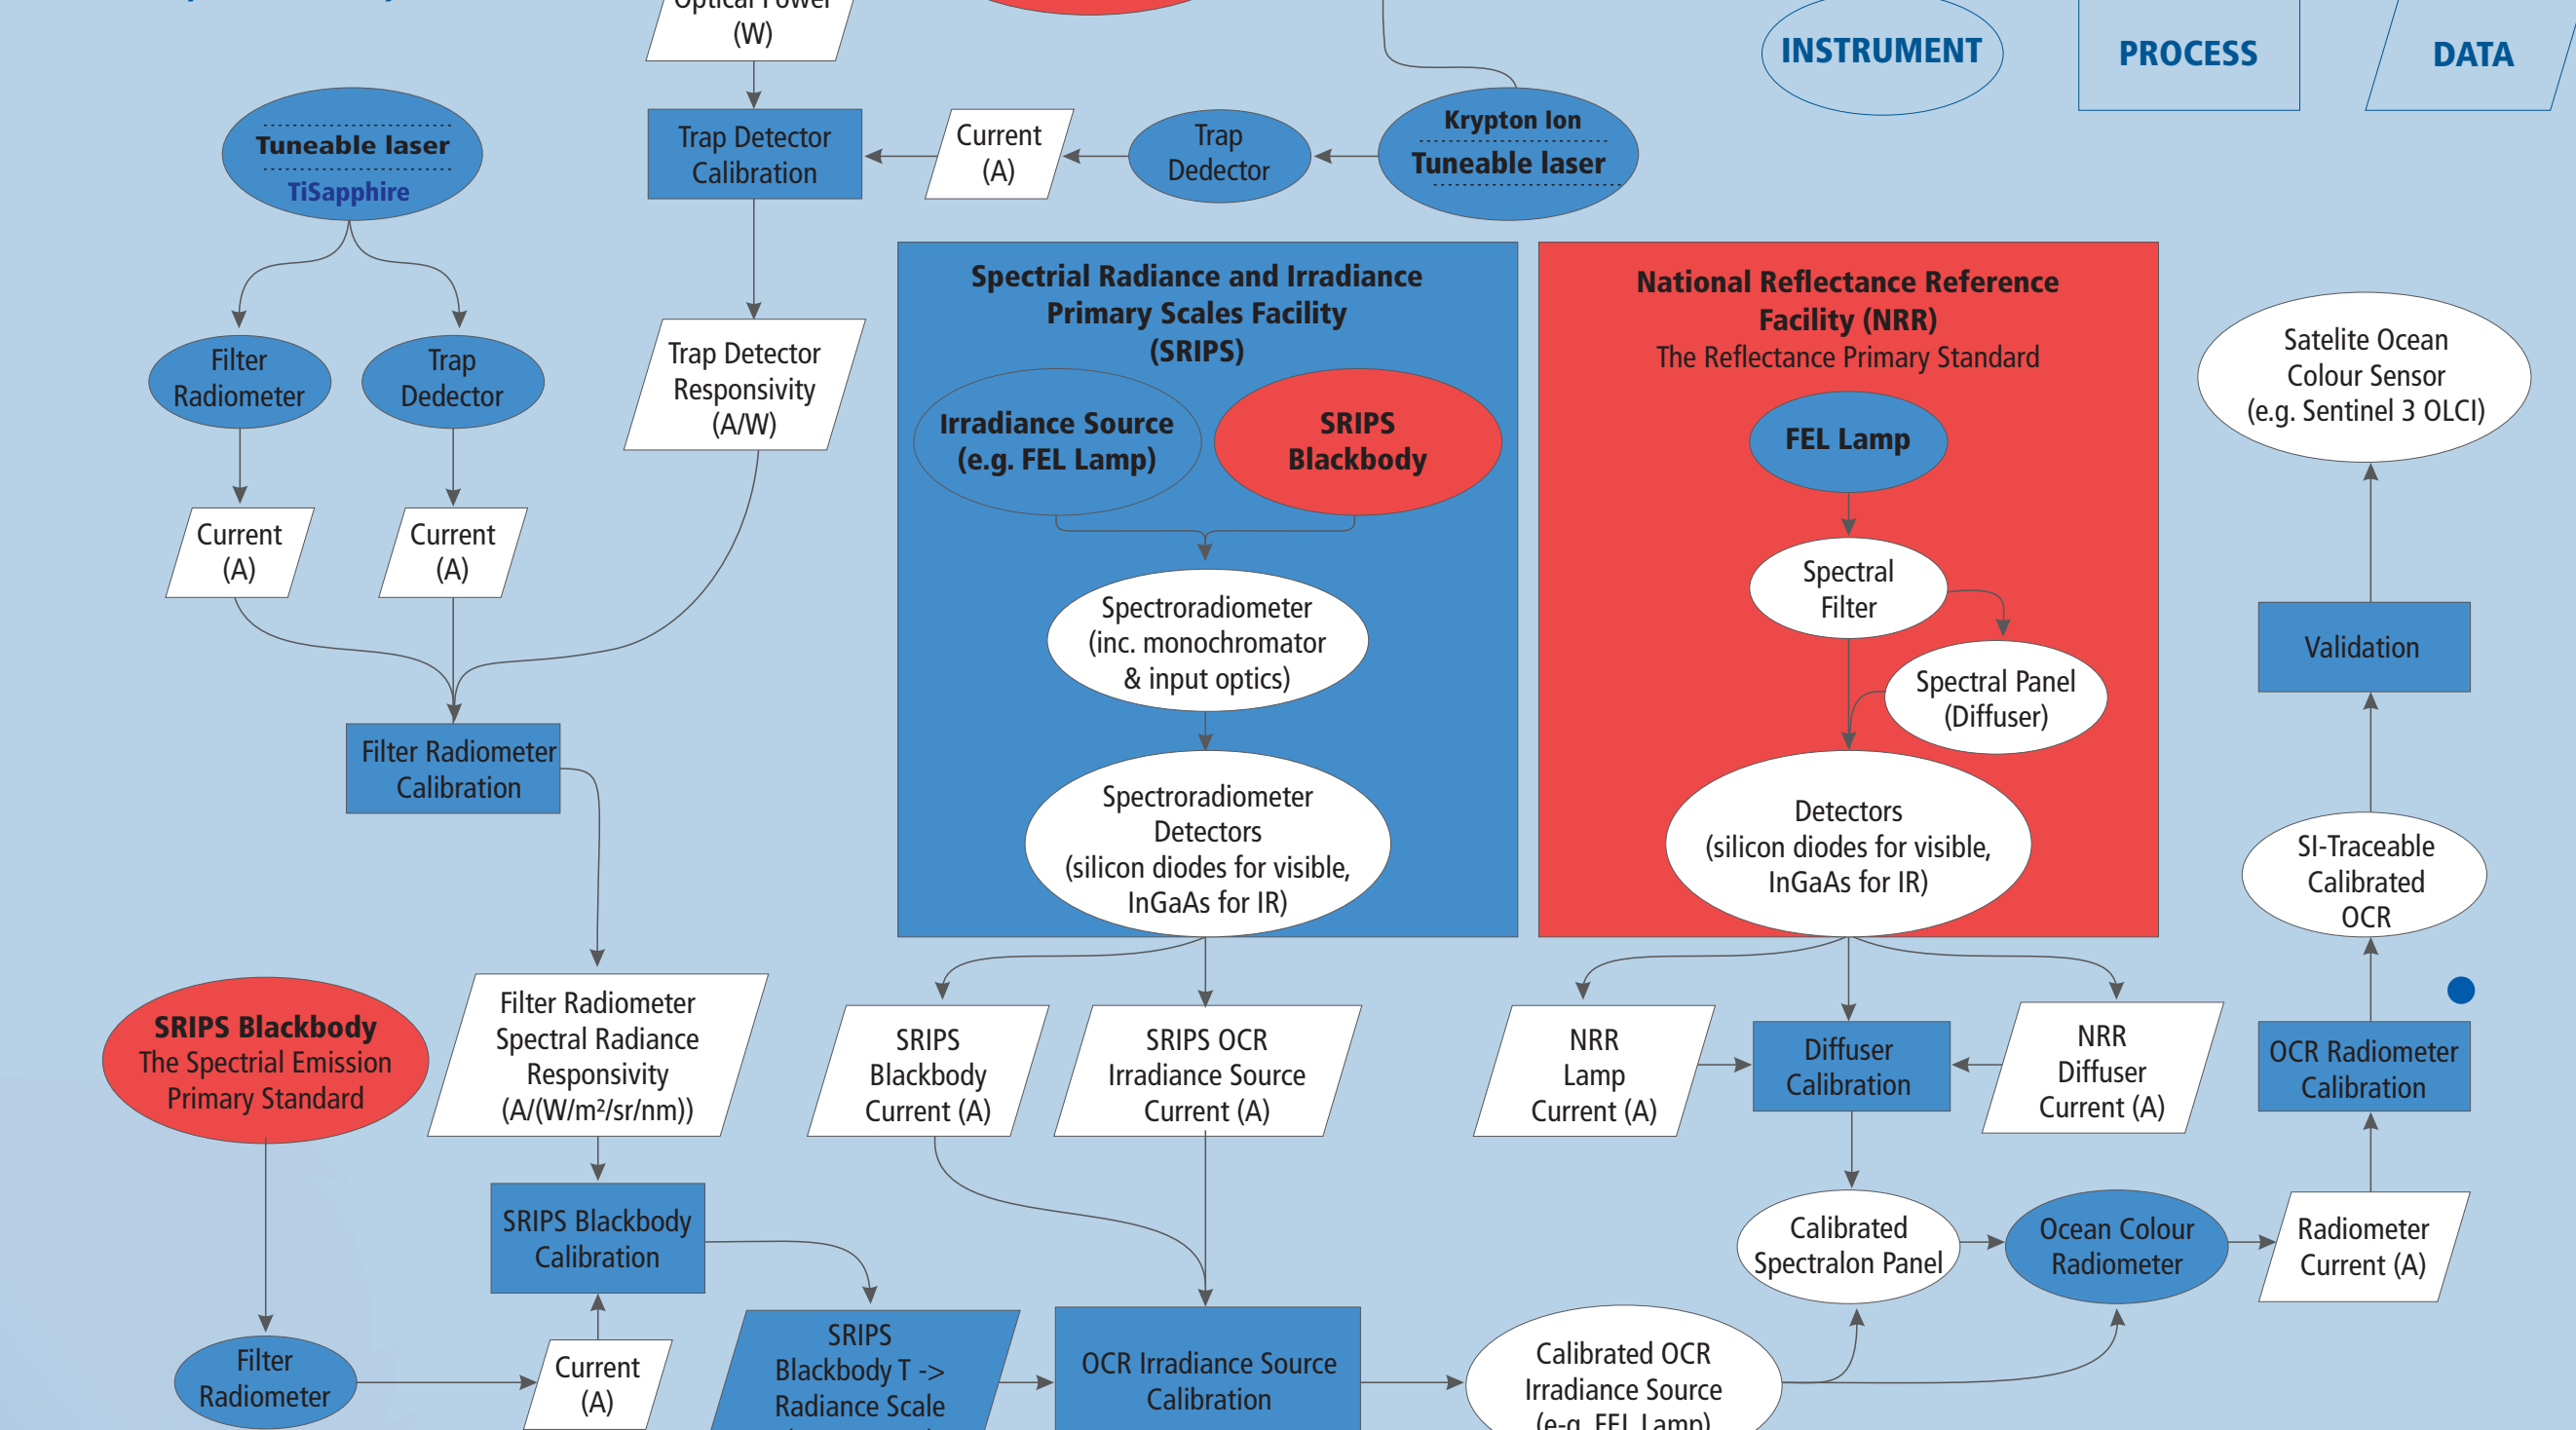 Optical Power
(W)
INSTRUMENT
PROCESS
DATA
Tuneable laser
TiSapphire
Trap Detector
Calibration
Current
(A)
Trap
Dedector
Krypton Ion
Tuneable laser
Filter
Radiometer
Trap
Dedector
Trap Detector
Responsivity
(A/W)
Current
(A)
Current
(A)
Filter Radiometer
Calibration
Spectrial Radiance and Irradiance
Primary Scales Facility
(SRIPS)
Irradiance Source
(e.g. FEL Lamp)
SRIPS
Blackbody
Spectroradiometer
(inc. monochromator
& input optics)
Spectroradiometer
Detectors
(silicon diodes for visible,
InGaAs for IR)
National Reflectance Reference
Facility (NRR)
The Reflectance Primary Standard
FEL Lamp
Spectral
Filter
Spectral Panel
(Diffuser)
Detectors
(silicon diodes for visible,
InGaAs for IR)
Satelite Ocean
Colour Sensor
(e.g. Sentinel 3 OLCI)
Validation
SI-Traceable
Calibrated
OCR
OCR Radiometer
Calibration
SRIPS Blackbody
The Spectrial Emission
Primary Standard
Filter Radiometer
Spectral Radiance
Responsivity
(A/(W/m²/sr/nm))
SRIPS
Blackbody
Current (A)
SRIPS OCR
Irradiance Source
Current (A)
NRR
Lamp
Current (A)
Diffuser
Calibration
NRR
Diffuser
Current (A)
SRIPS Blackbody
Calibration
Calibrated
Spectralon Panel
Ocean Colour
Radiometer
Radiometer
Current (A)
Filter
Radiometer
Current
(A)
SRIPS
Blackbody T ->
Radiance Scale
OCR Irradiance Source
Calibration
Calibrated OCR
Irradiance Source
(e-g. FEL Lamp)